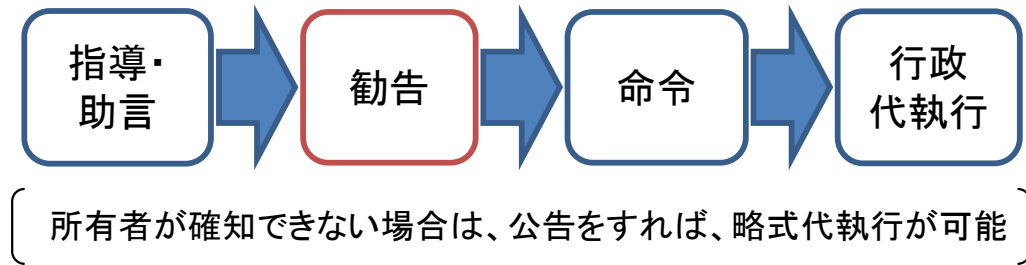 指導・
助言
勧告
命令
行政
代執行
所有者が確知できない場合は、公告をすれば、略式代執行が可能